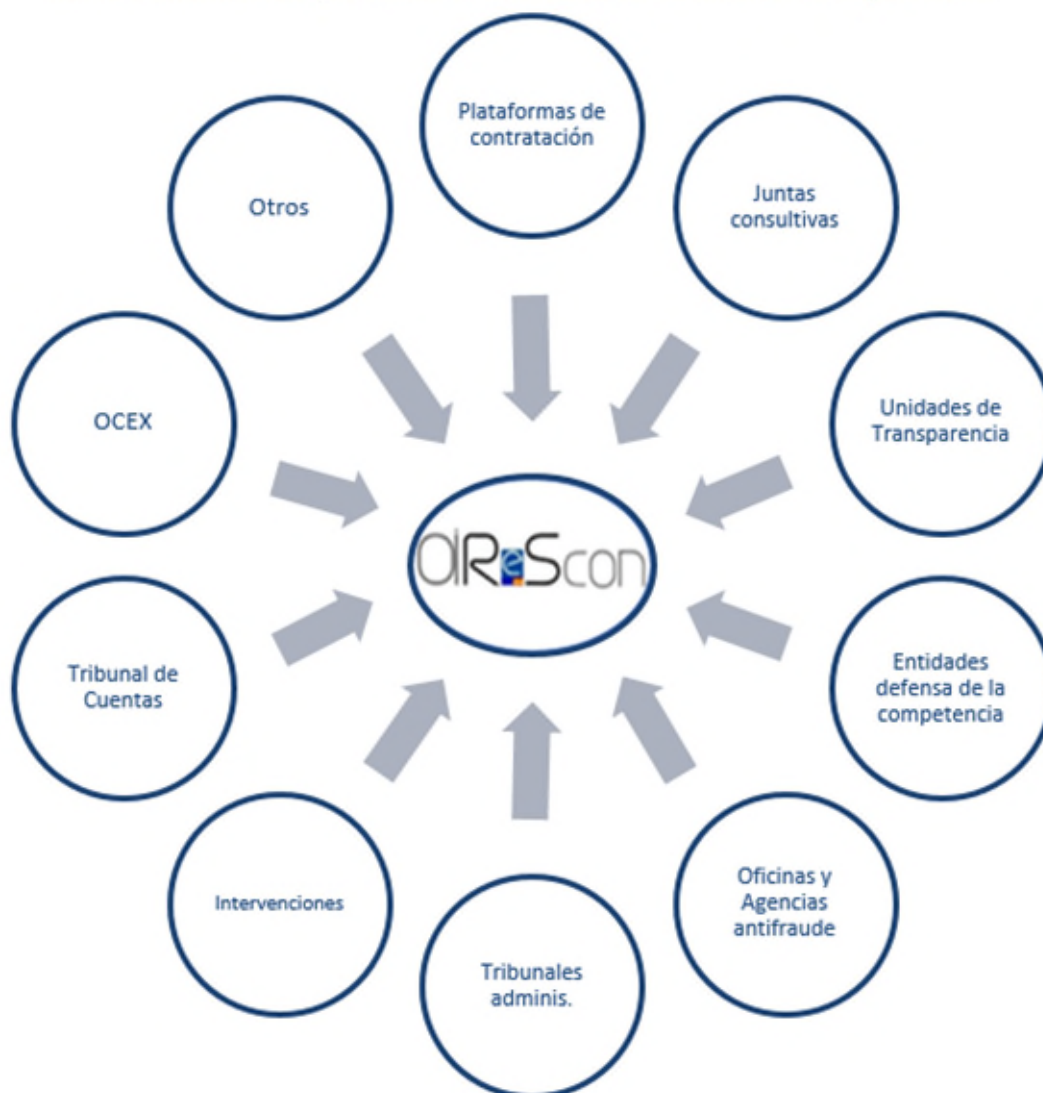 Plataformas de
contratación
Juntas
consultivas
Unidades de
Transparencia
Entidades
defensa de la
competencia
Oficinas y
Agencias
antifraude
Tribunales
adminis.
Intervenciones
Tribunal de
Cuentas
OCEX
Otros
OIReScon